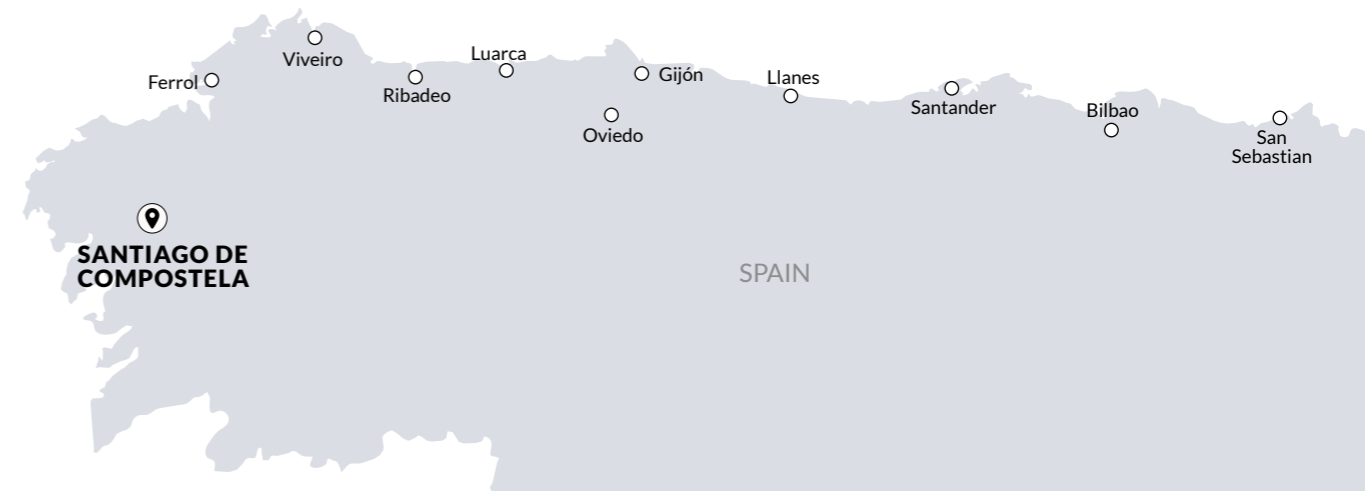 Viveiro
Luarca
Ferrol
Ribadeo
Gijón
Llanes
Santander
Bilbao
Oviedo
San
Sebastian
SANTIAGO DE
COMPOSTELA
SPAIN